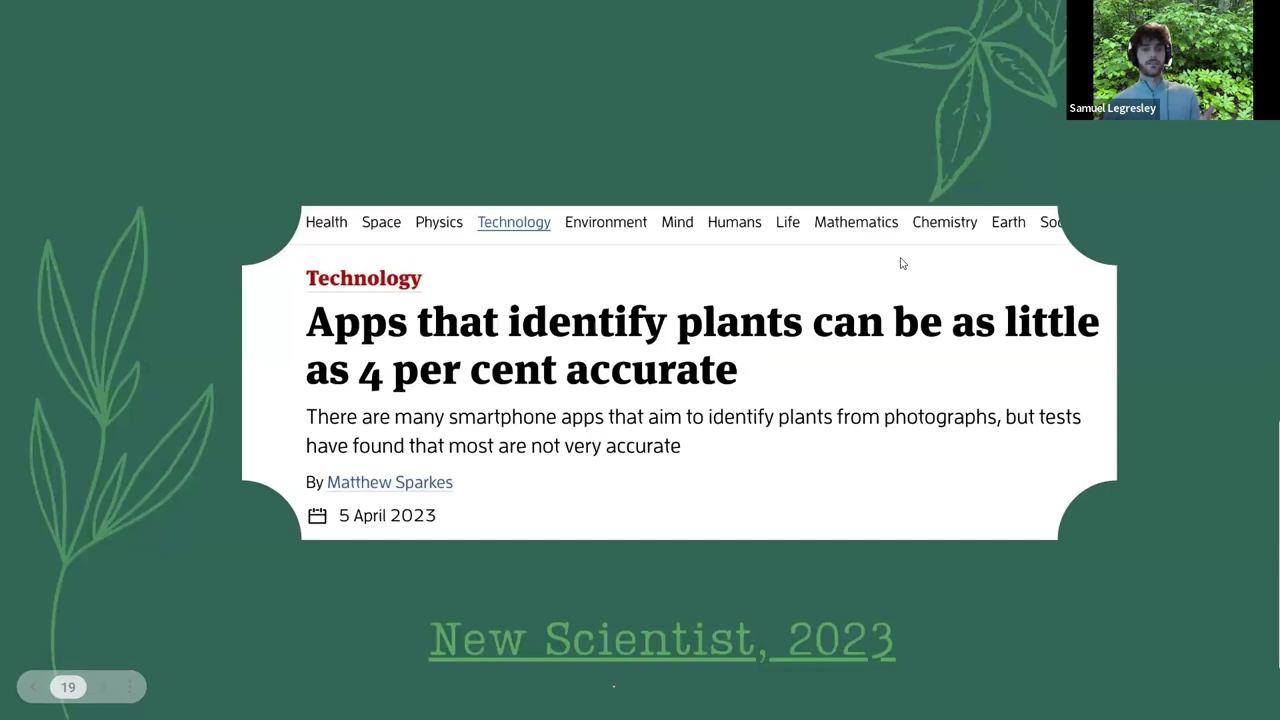 Samuel Legresley
Health Space Physics Technology Environment Mind Humans Life Mathematics Chemistry Earth Soc
Technology
Apps that identify plants can be as little
as 4 per cent accurate
There are many smartphone apps that aim to identify plants from photographs, but tests
have found that most are not very accurate
By Matthew Sparkes
5 April 2023
New Scientist, 2023
19